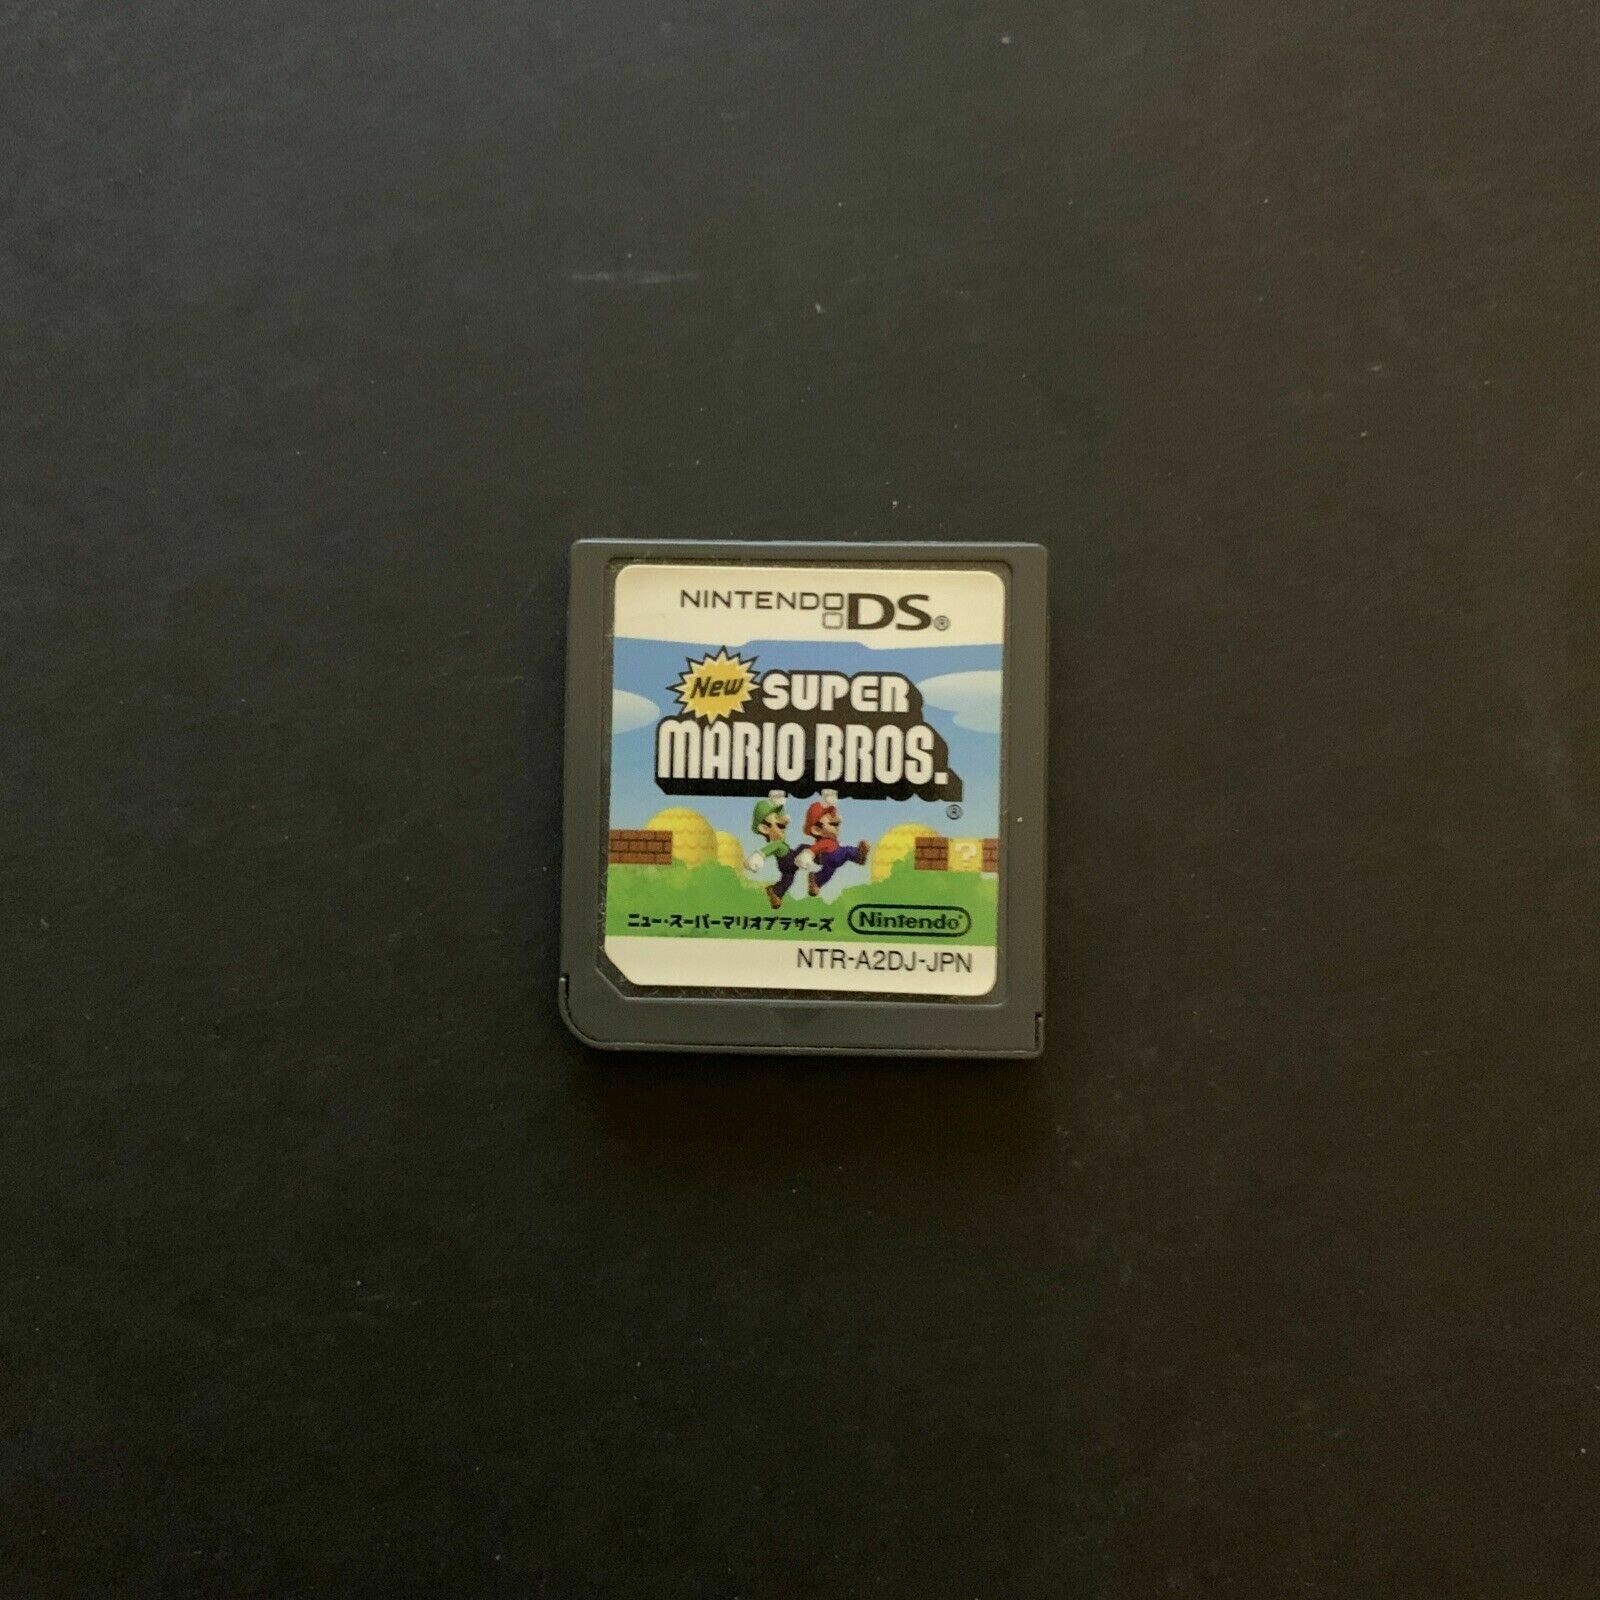 NINTENDO DS®
New SUPER
MARIO BROS.
®
?
ニュー・スーパーマリオブラザーズ Nintendo®
NTR-A2DJ-JPN